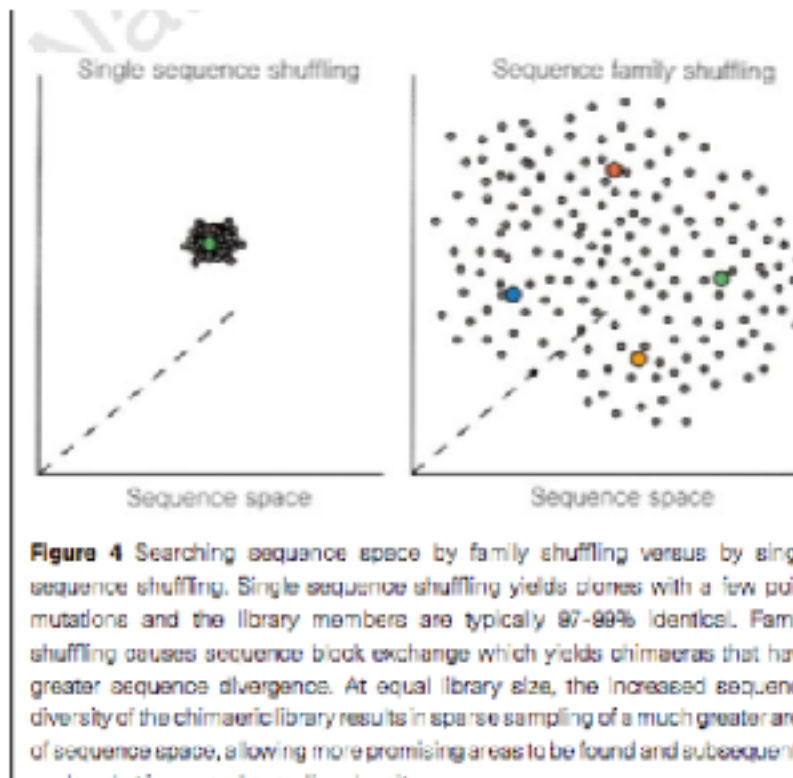 Single sequence shuffling
Sequence family shuffling
Sequence space
Sequence space
Figure 4 Searching sequence space by family shuffling versus by sing
sequence shuffling. Single sequence shuffling yields clones with a few poi
mutations and the library members are typically 97-99% identical. Fam
shuffling causes sequence block exchange which yields chimaeras that hav
greater sequence divergence. At equal library size, the increased sequenc
diversity of the chimaeric library results in sparse sampling of a much greater are
of sequence space, allowing more promising areas to be found and subsequent